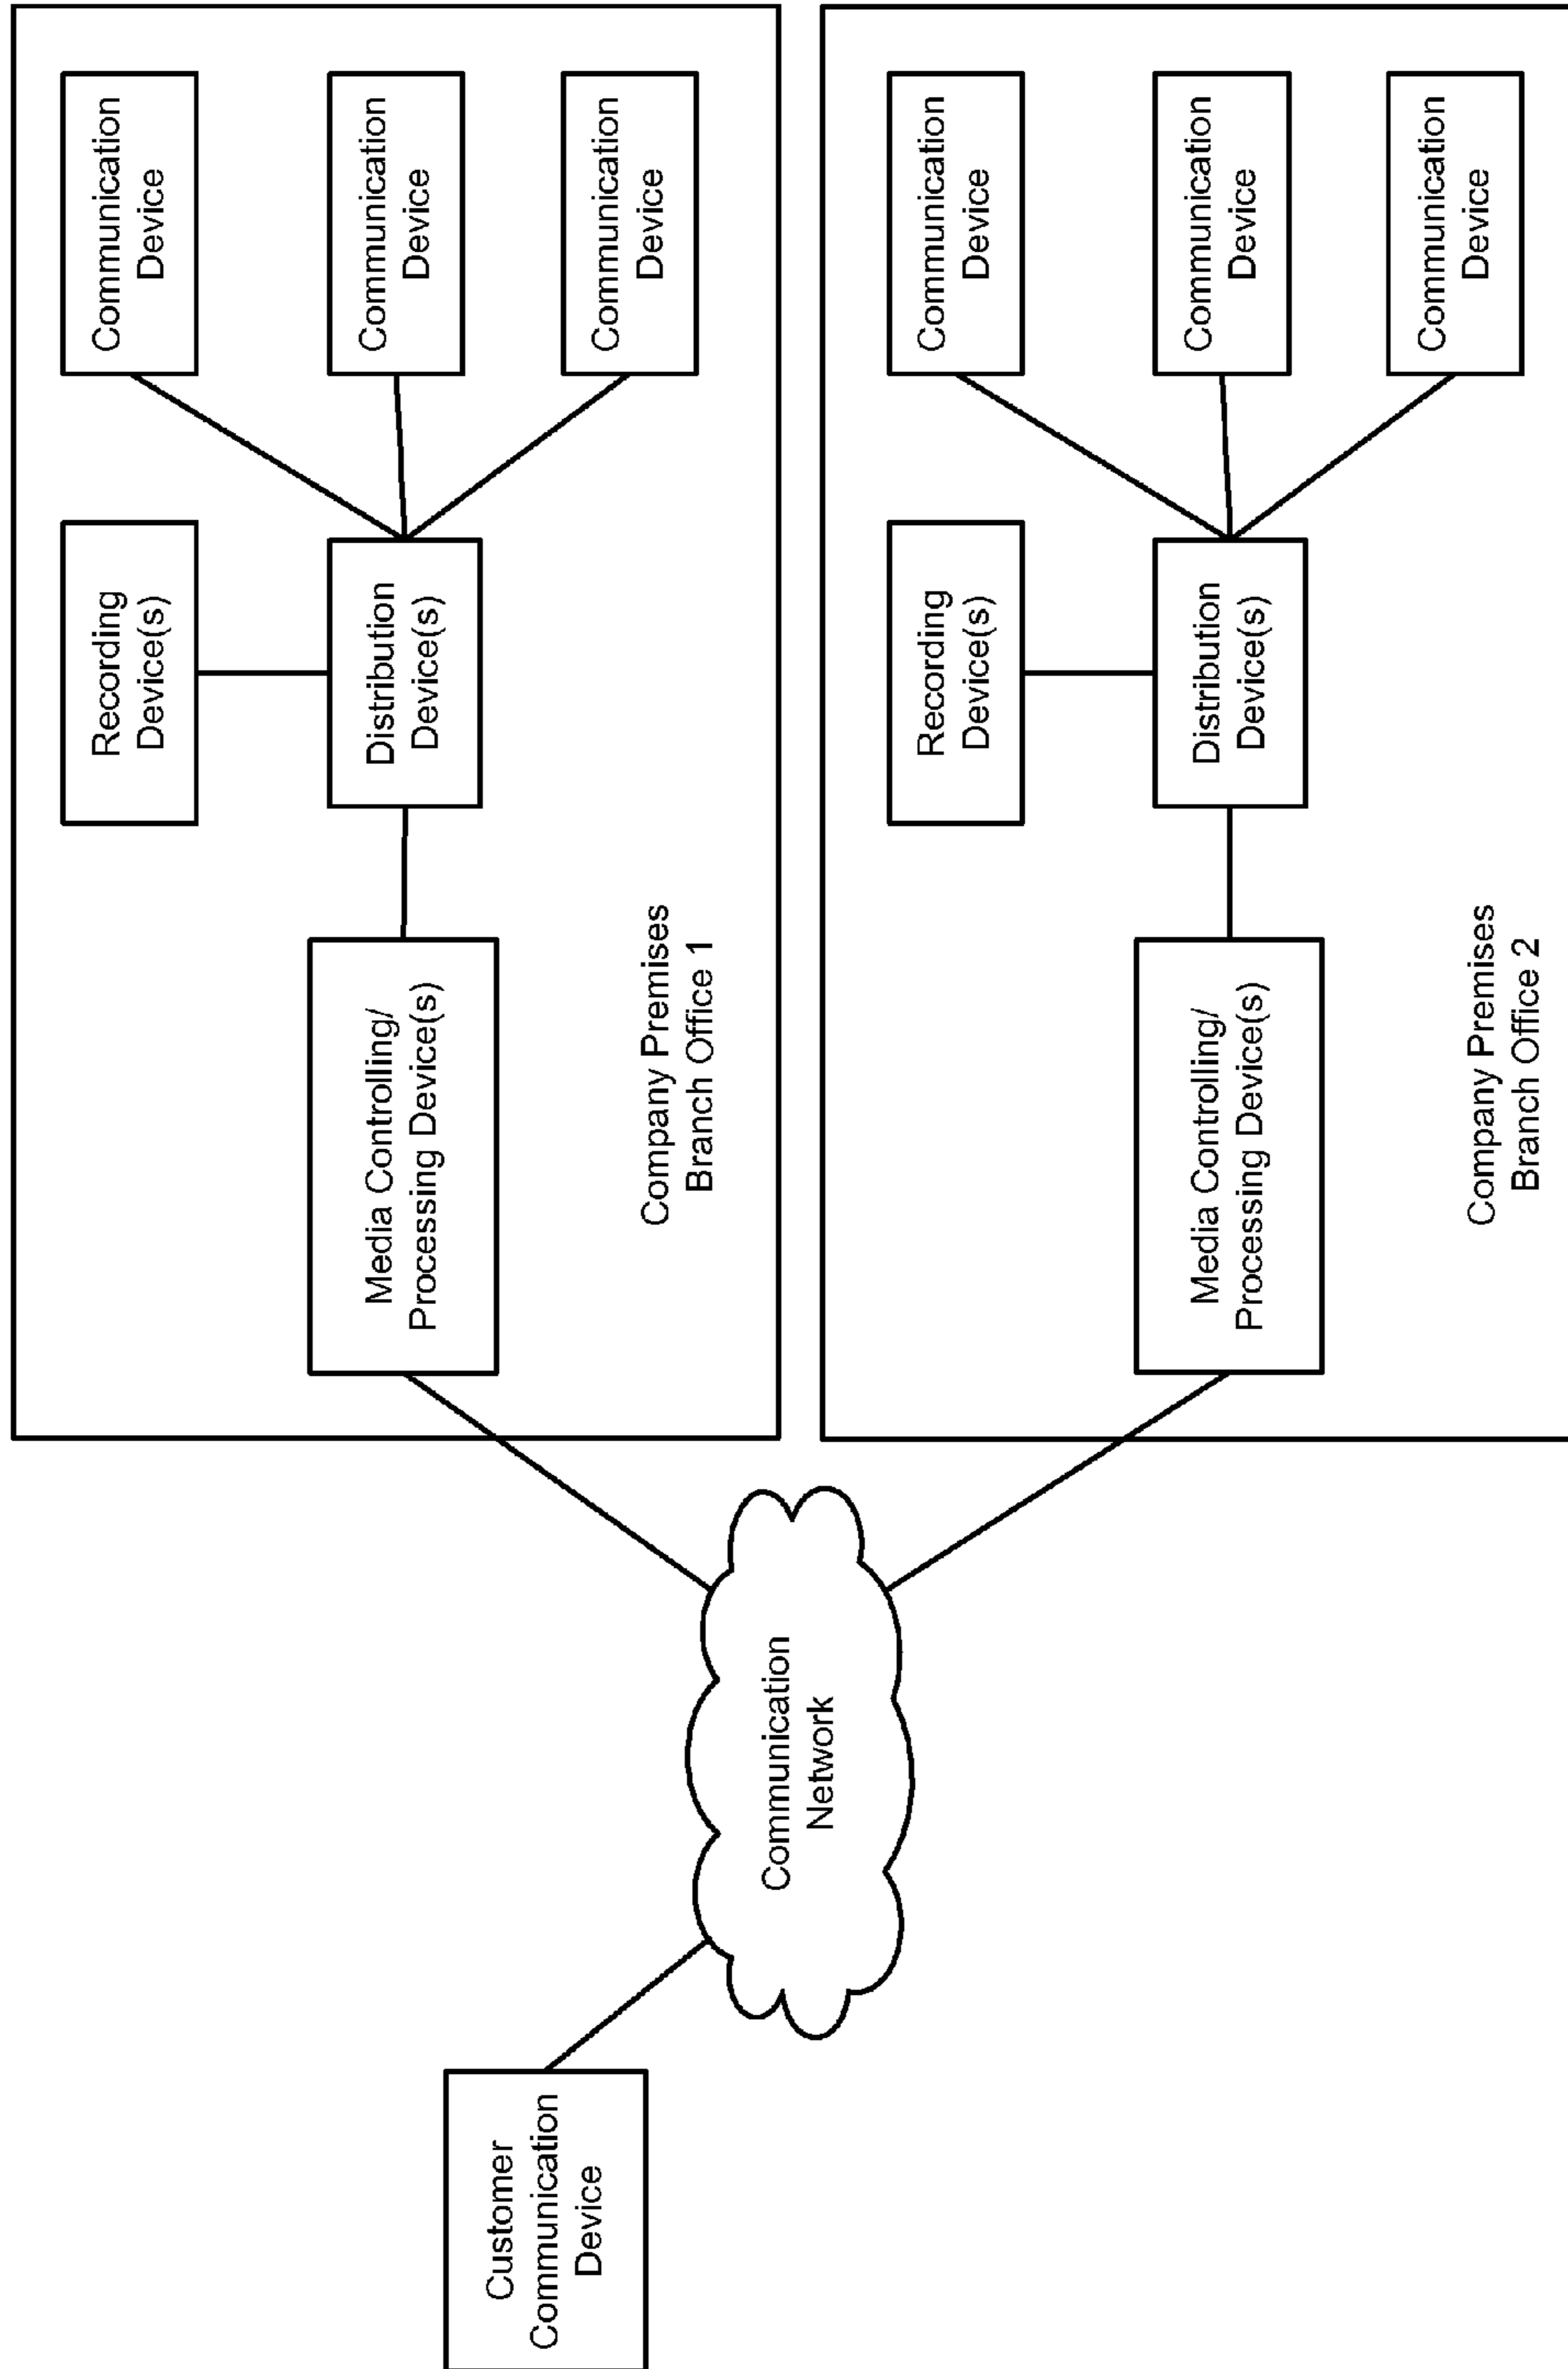 Customer
Communication
Device
Communication
Network
Media Controlling/
Processing Device(s)
Recording
Device(s)
Distribution
Device(s)
Communication
Device
Communication
Device
Communication
Device
Company Premises
Branch Office 1
Media Controlling/
Processing Device(s)
Recording
Device(s)
Distribution
Device(s)
Communication
Device
Communication
Device
Communication
Device
Company Premises
Branch Office 2